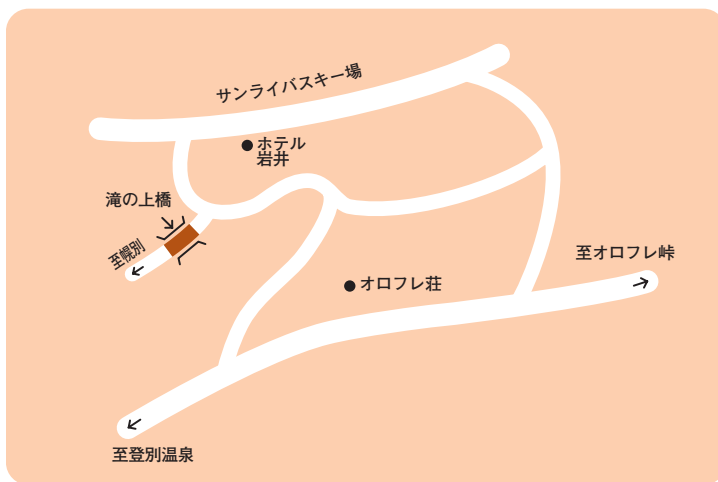 サンライバスキー場
ホテル
岩井
滝の上橋
至幌別
至オロフレ峠
オロフレ荘
至登別温泉